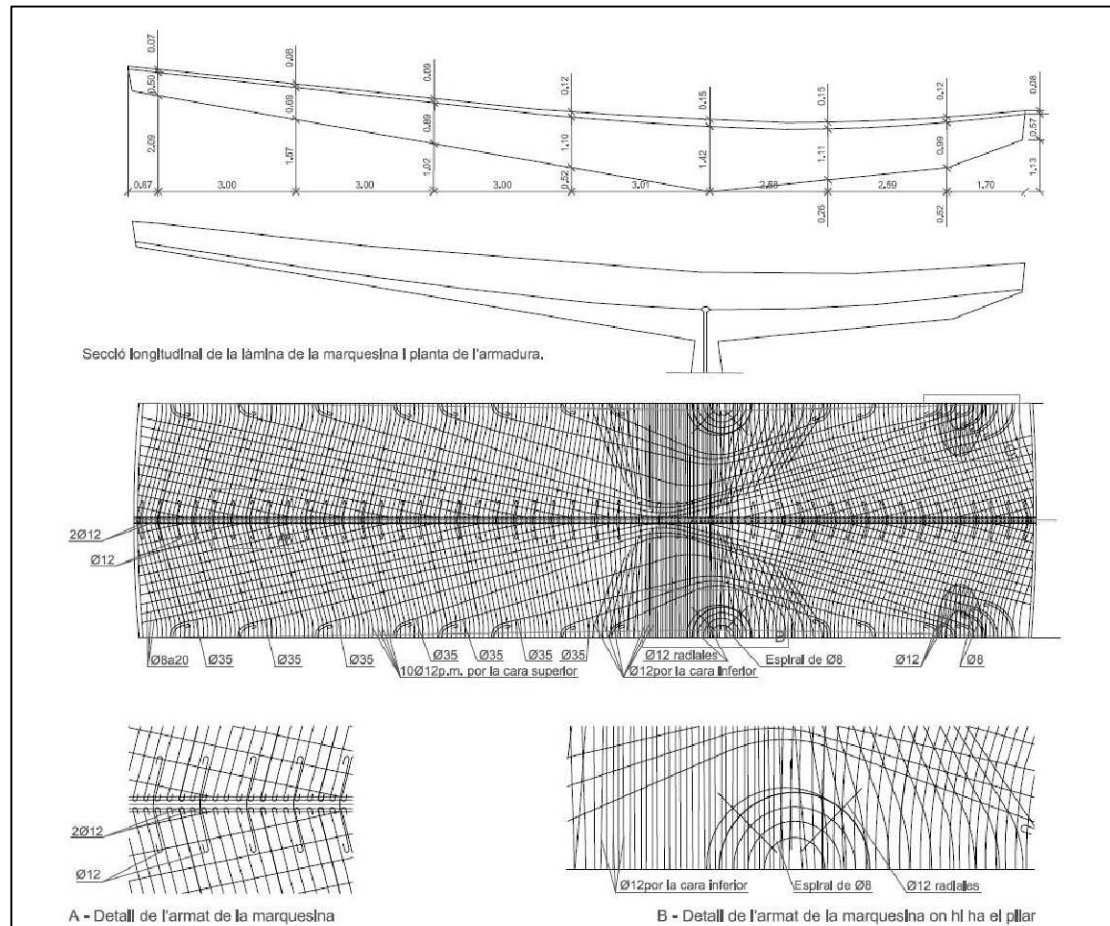 0.07 0.08 0.09 0.12 0.15 0.15 0.12 0.08
0.50 0.69 0.89 1.10 1.42 1.11 0.99 0.57
2.09 1.57 1.02 0.52 1.13
0.67 3.00 3.00 3.00 3.01 2.58 2.59 1.70
0.26 0.52
Secció longitudinal de la làmina de la marquesina i planta de l'armadura.
2Ø12
Ø12
Ø8a20 Ø35 Ø35 Ø35 Ø35 Ø35 Ø35 Ø35 Ø12 radiales Espiral de Ø8 Ø12 Ø8
10Ø12p.m. por la cara superior Ø12por la cara inferior
2Ø12
Ø12
Ø12por la cara inferior Espiral de Ø8 Ø12 radiales
A - Detall de l'armat de la marquesina B - Detall de l'armat de la marquesina on hi ha el pilar